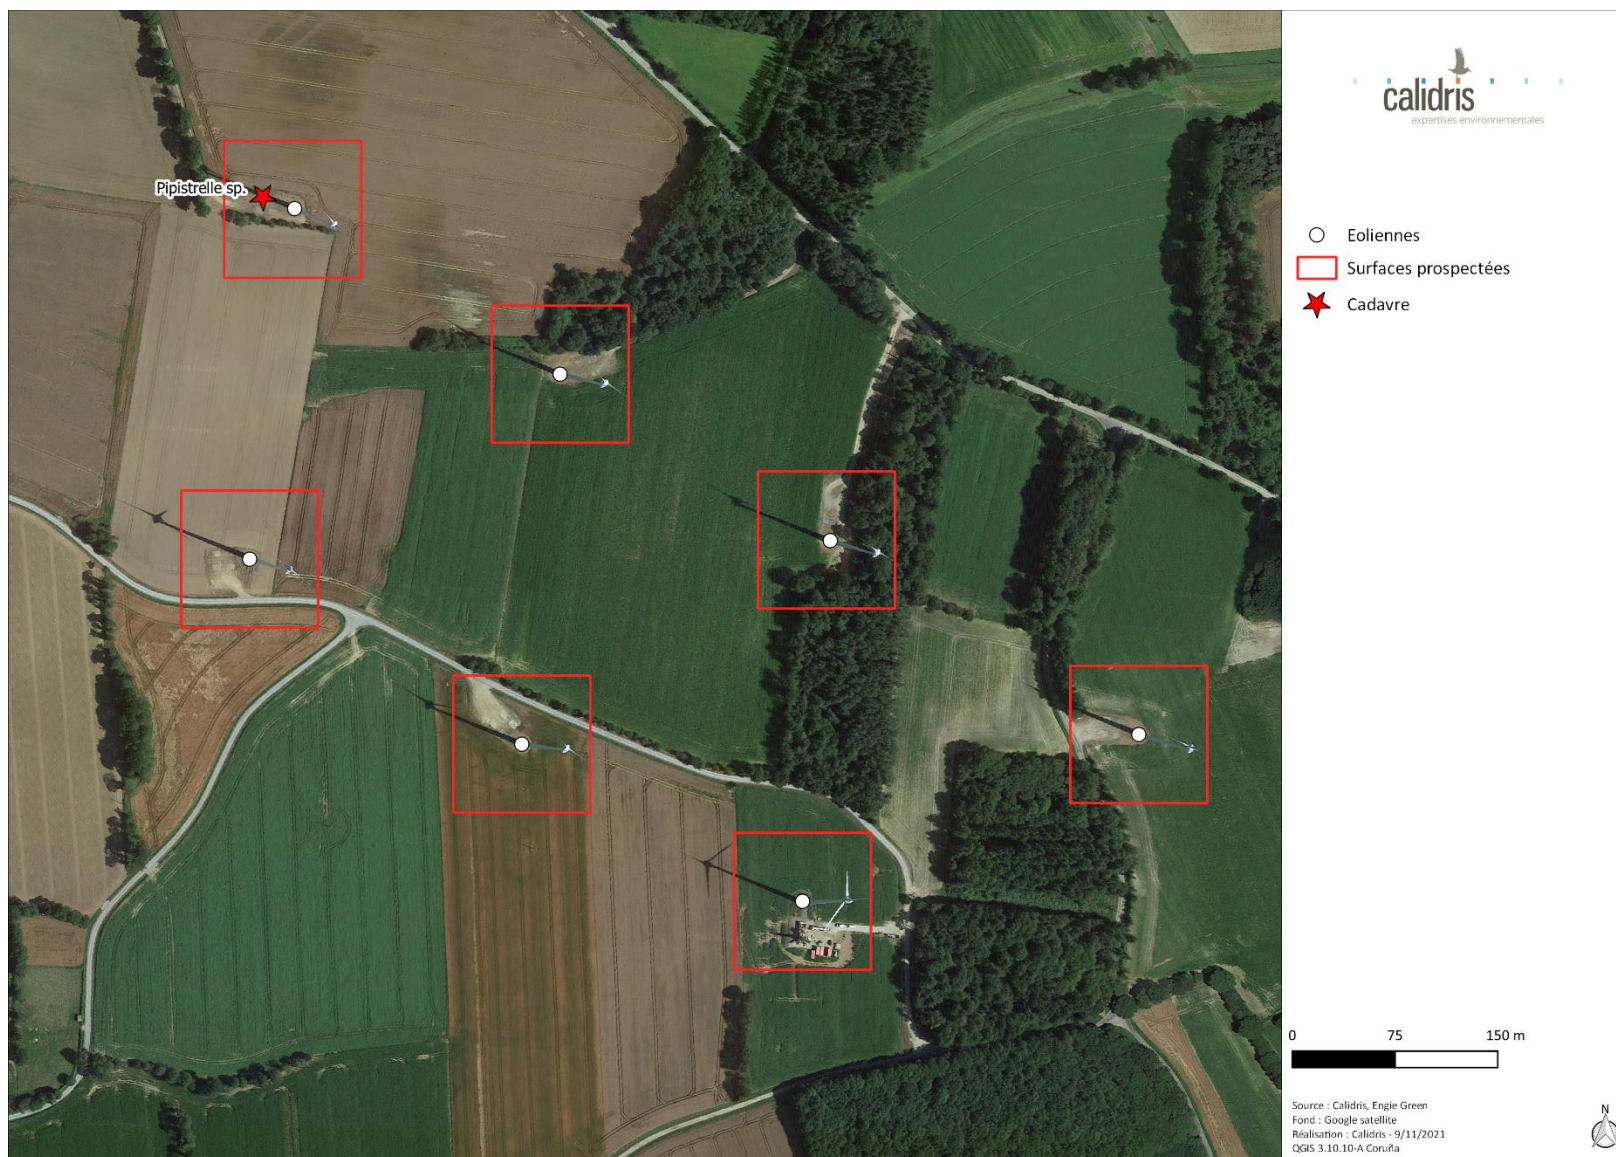 calidris
expertises environnementales
Pipistrelle sp.
Eoliennes
Surfaces prospectées
Cadavre
0 75 150 m
Source : Calidris, Engie Green
Fond : Google satellite
Réalisation : Calidris - 9/11/2021
QGIS 3.10.10-A Coruña
N